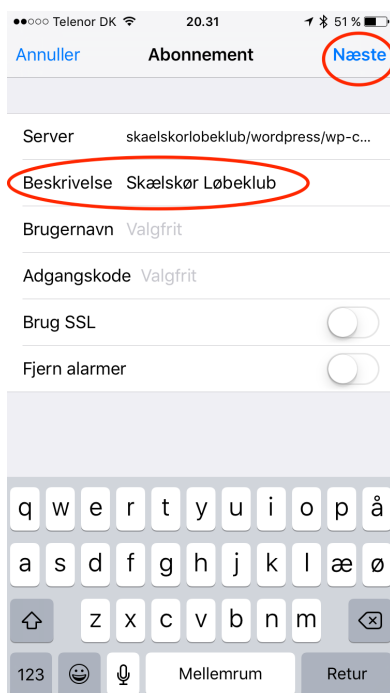 Telenor DK 20.31 51 %
Annuller Abonnement Næste
Server skaelskorlobeklub/wordpress/wp-c...
Beskrivelse Skælskør Løbeklub
Brugernavn Valgfrit
Adgangskode Valgfrit
Brug SSL
Fjern alarmer
q w e r t y u i o p å
a s d f g h j k l æ ø
z x c v b n m
123 Mellemrum Retur